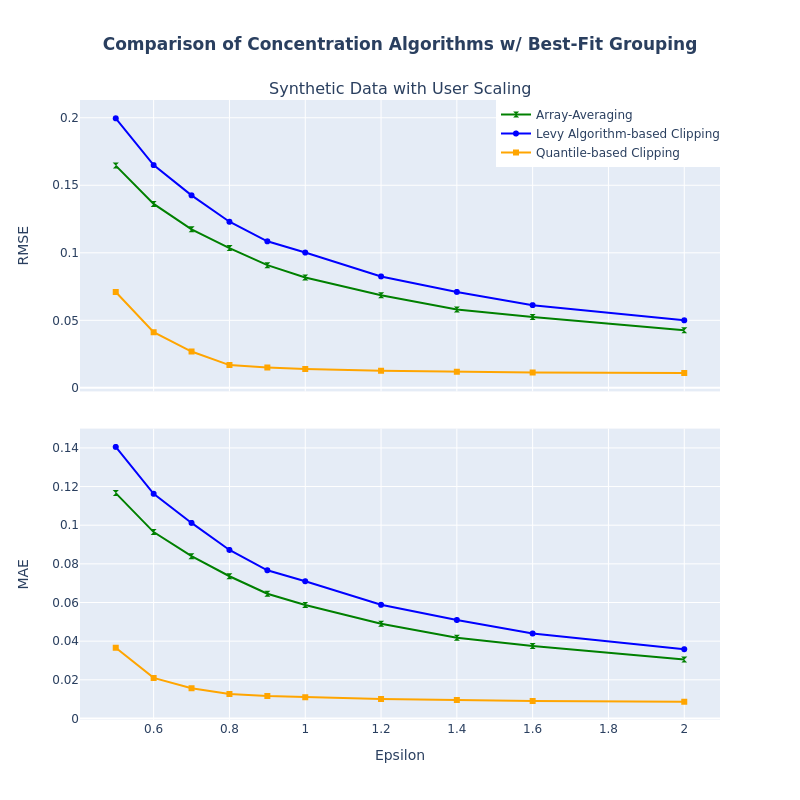 Comparison of Concentration Algorithms w/ Best-Fit Grouping
Synthetic Data with User Scaling
Array-Averaging
Levy Algorithm-based Clipping
Quantile-based Clipping
RMSE
0.2
0.15
0.1
0.05
0
MAE
0.14
0.12
0.1
0.08
0.06
0.04
0.02
0
0.6 0.8 1 1.2 1.4 1.6 1.8 2
Epsilon